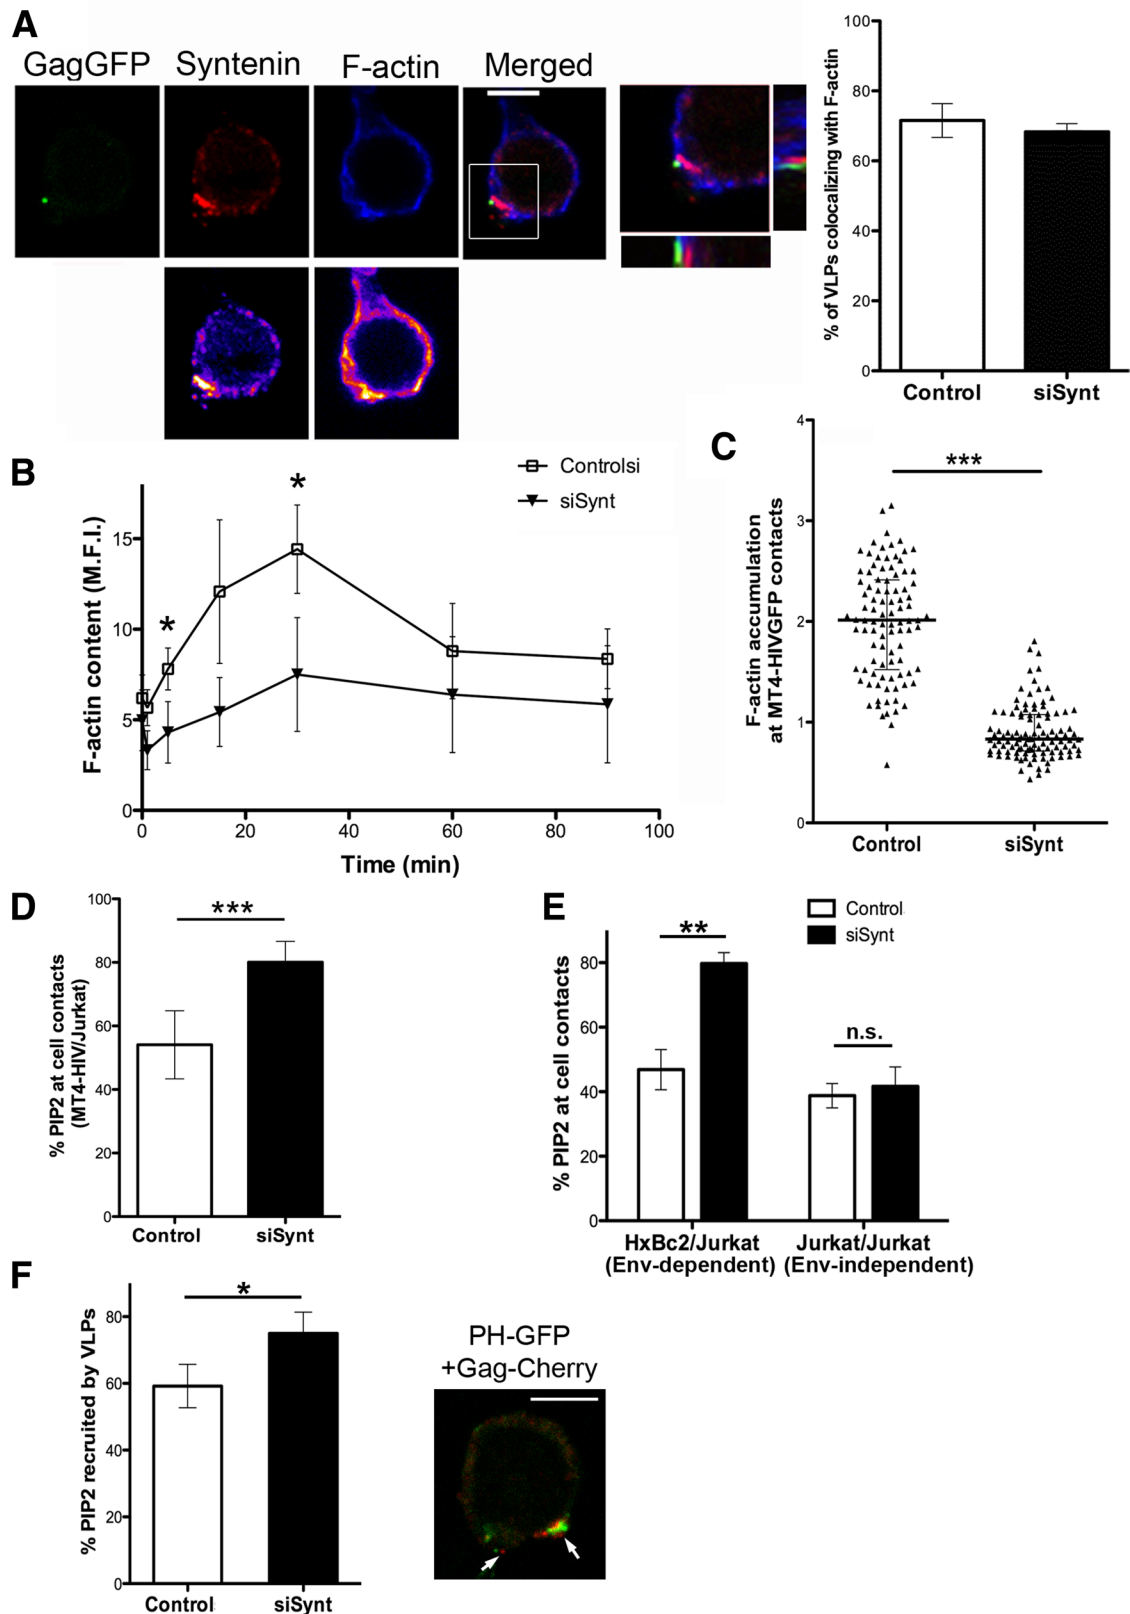 A
GagGFP Syntenin F-actin Merged
% of VLPs colocalizing with F-actin
100
80
60
40
20
0
Control siSynt
B
Controlsi
siSynt
F-actin content (M.F.I.)
15
10
5
0
*
*
0 20 40 60 80 100
Time (min)
C
F-actin accumulation
at MT4-HIVGFP contacts
4
3
2
1
0
***
Control siSynt
D
% PIP2 at cell contacts
(MT4-HIV/Jurkat)
100
80
60
40
20
0
***
Control siSynt
E
Control
siSynt
% PIP2 at cell contacts
80
60
40
20
0
**
n.s.
HxBc2/Jurkat Jurkat/Jurkat
(Env-dependent) (Env-independent)
F
% PIP2 recruited by VLPs
80
60
40
20
0
*
Control siSynt
PH-GFP
+Gag-Cherry